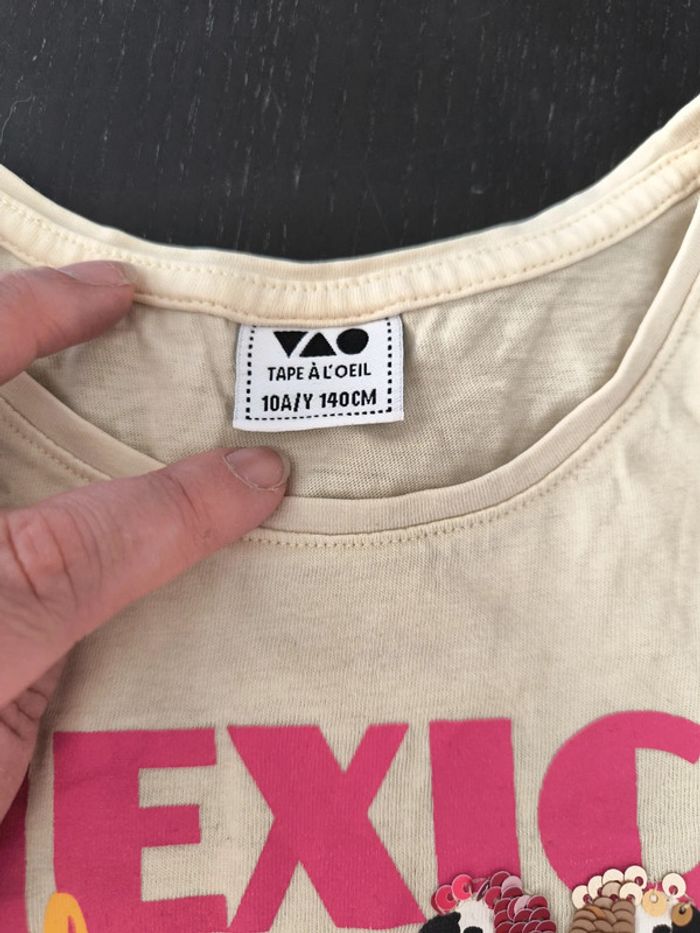 TAPE À L'OEIL
10A/Y 140CM
EXIC